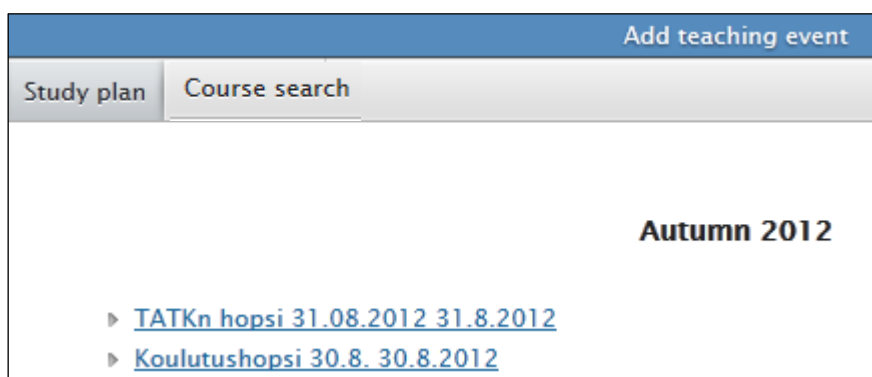 Add teaching event
Study plan Course search
Autumn 2012
TATKn hopsi 31.08.2012 31.8.2012
Koulutushopsi 30.8. 30.8.2012